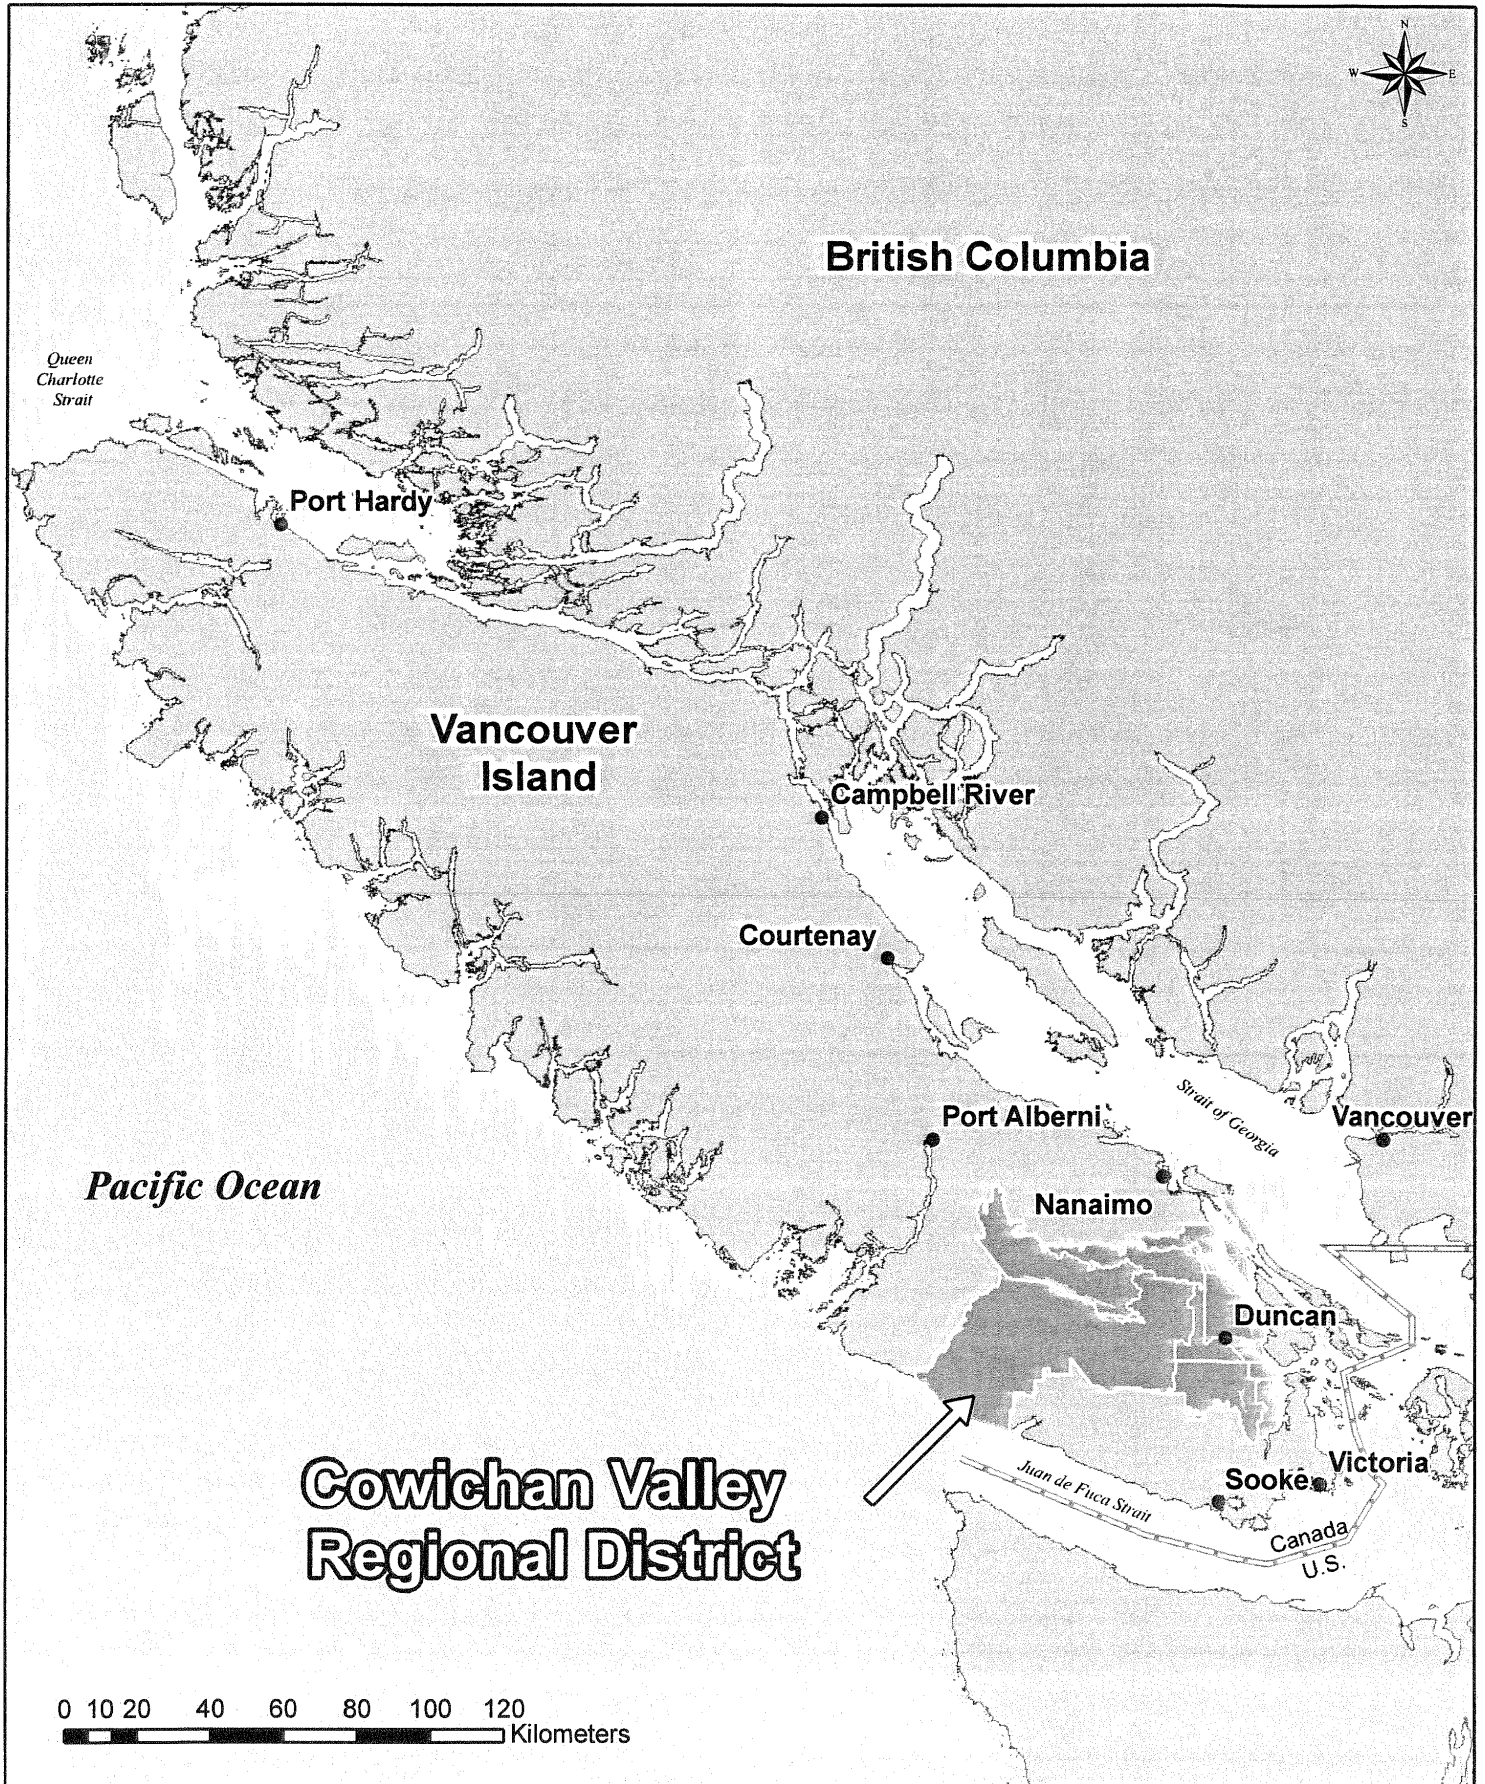 N
W E
S
British Columbia
Queen
Charlotte
Strait
Port Hardy
Vancouver
Island
Campbell River
Courtenay
Strait of Georgia
Port Alberni
Vancouver
Pacific Ocean
Nanaimo
Duncan
Cowichan Valley
Regional District
Juan de Fuca Strait
Victoria
Sooke
Canada
U.S.
0 10 20 40 60 80 100 120
Kilometers